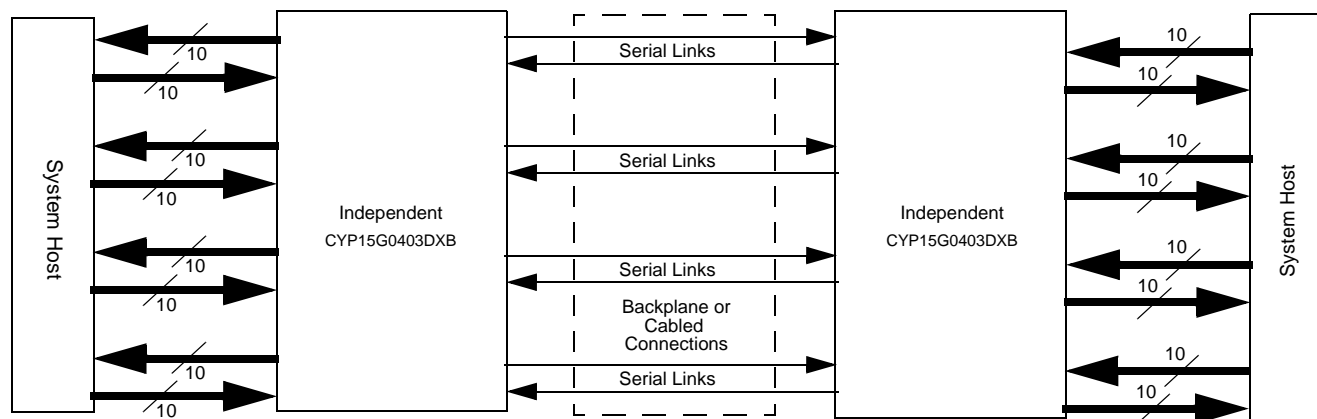 System Host
10
10
10
10
10
10
10
10
Independent
CYP15G0403DXB
Serial Links
Serial Links
Serial Links
Backplane or
Cabled
Connections
Serial Links
Independent
CYP15G0403DXB
10
10
10
10
10
10
10
10
System Host